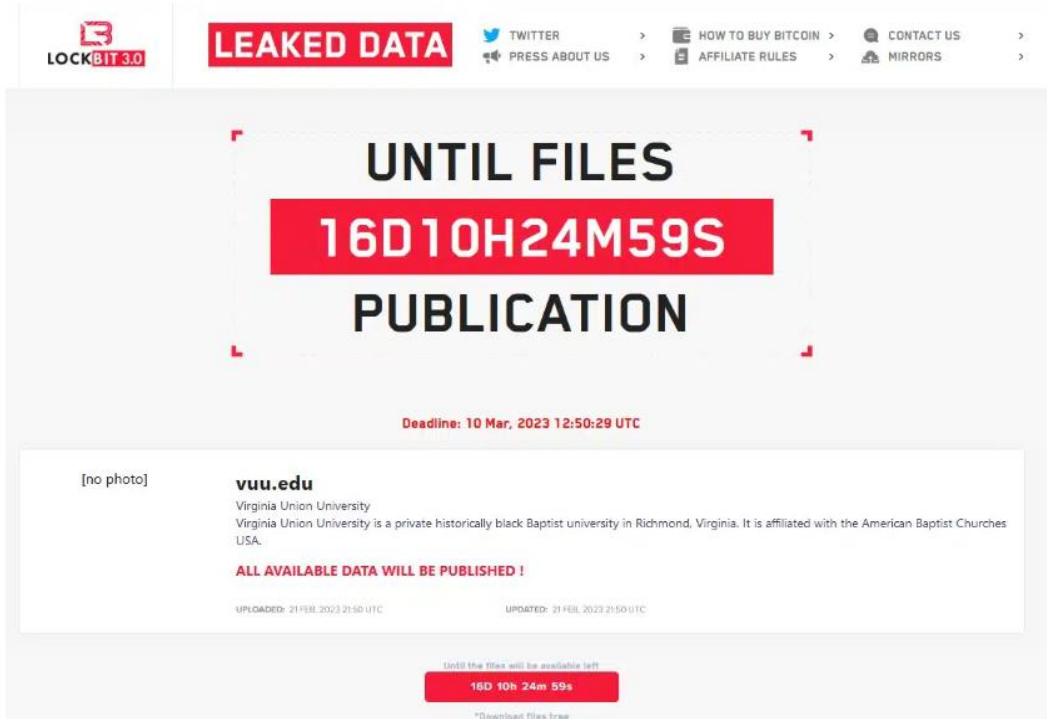 LOCKBIT 3.0
LEAKED DATA
TWITTER >
PRESS ABOUT US >
HOW TO BUY BITCOIN >
AFFILIATE RULES >
CONTACT US >
MIRRORS >
UNTIL FILES
16D10H24M59S
PUBLICATION
Deadline: 10 Mar, 2023 12:50:29 UTC
[no photo]
vuu.edu
Virginia Union University
Virginia Union University is a private historically black Baptist university in Richmond, Virginia. It is affiliated with the American Baptist Churches
USA.
ALL AVAILABLE DATA WILL BE PUBLISHED !
UPLOADED: 21 FEB, 2023 21:50 UTC
UPDATED: 21 FEB, 2023 21:50 UTC
Until the files will be available left
16D 10h 24m 59s
*Download files free